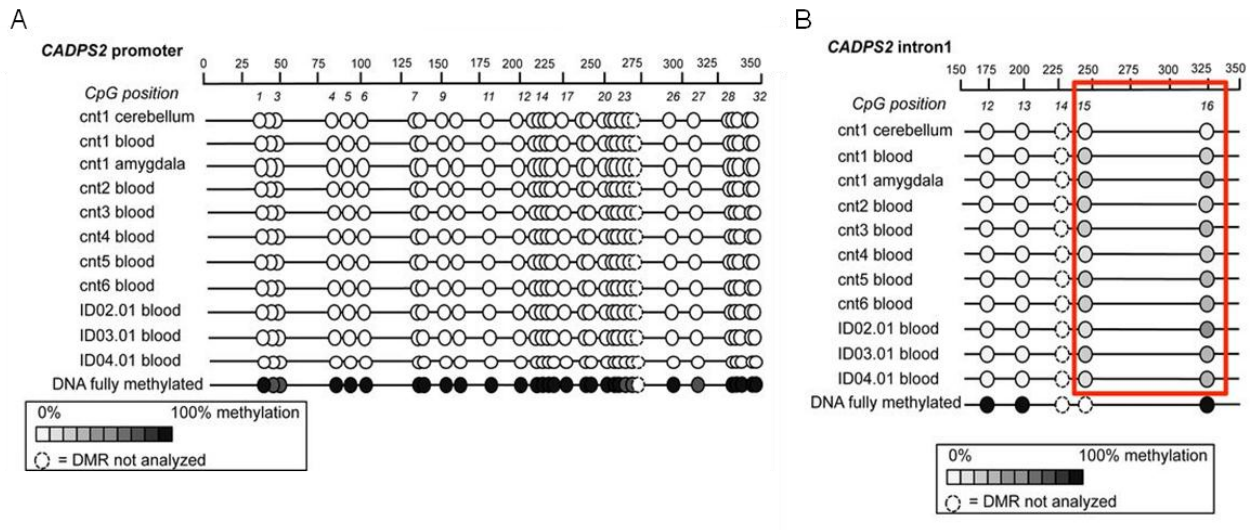 A
CADPS2 promoter
0 25 50 75 100 125 150 175 200 225 250 275 300 325 350
CpG position 1 3 4 5 6 7 9 11 12 14 17 20 23 26 27 28 32
cnt1 cerebellum
cnt1 blood
cnt1 amygdala
cnt2 blood
cnt3 blood
cnt4 blood
cnt5 blood
cnt6 blood
ID02.01 blood
ID03.01 blood
ID04.01 blood
DNA fully methylated
0% 100% methylation
= DMR not analyzed
B
CADPS2 intron1
150 175 200 225 250 275 300 325 350
CpG position 12 13 14 15 16
cnt1 cerebellum
cnt1 blood
cnt1 amygdala
cnt2 blood
cnt3 blood
cnt4 blood
cnt5 blood
cnt6 blood
ID02.01 blood
ID03.01 blood
ID04.01 blood
DNA fully methylated
0% 100% methylation
= DMR not analyzed